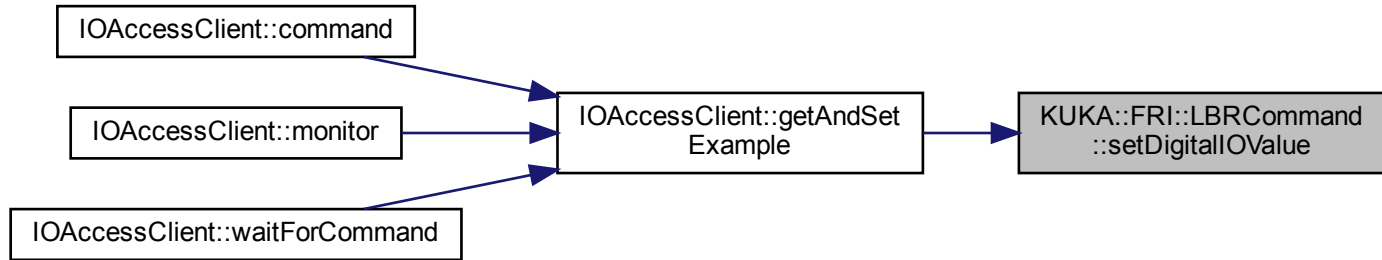 IOAccessClient::command
IOAccessClient::monitor
IOAccessClient::waitForCommand
IOAccessClient::getAndSet
Example
KUKA::FRI::LBRCommand
::setDigitalIOValue